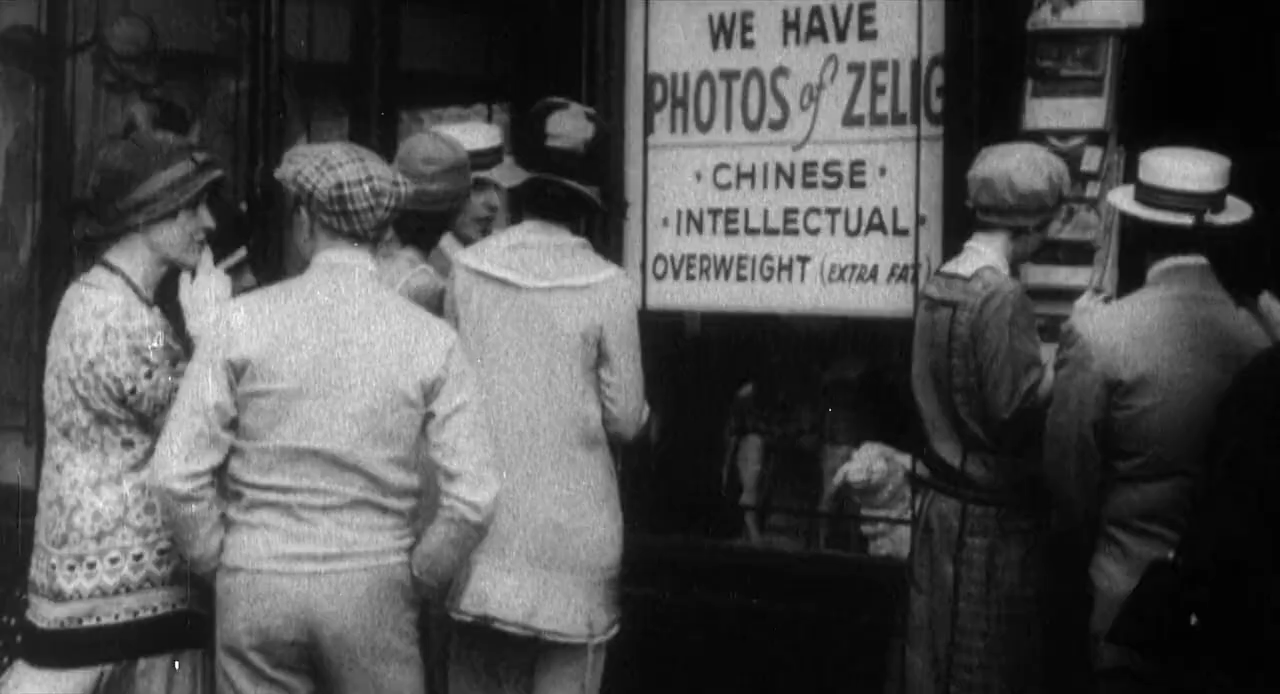 WE HAVE
PHOTOS of ZELIG
· CHINESE ·
· INTELLECTUAL ·
OVERWEIGHT (EXTRA FAT)